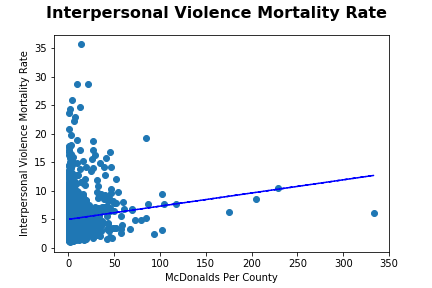 Interpersonal Violence Mortality Rate
35
30
25
20
15
10
5
0
Interpersonal Violence Mortality Rate
0 50 100 150 200 250 300 350
McDonalds Per County